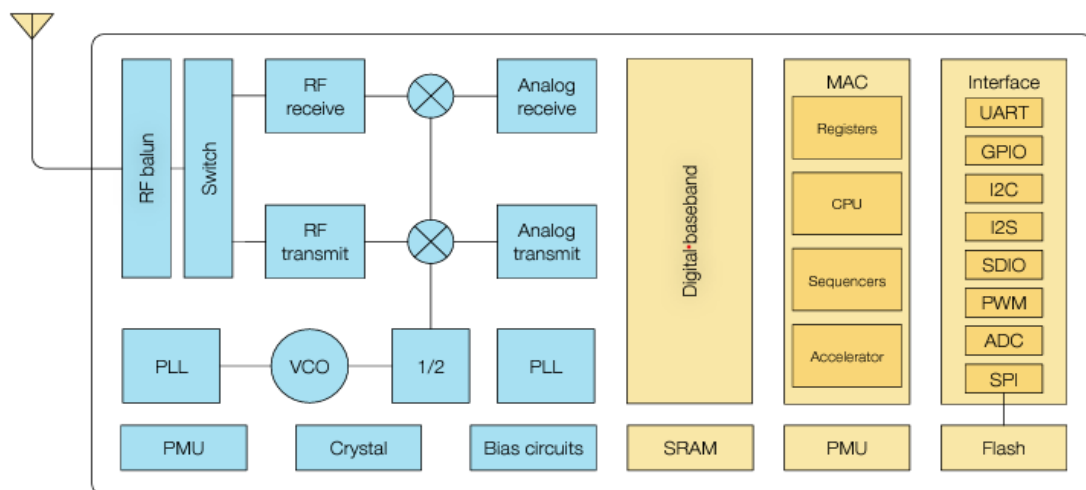 RF balun
Switch
RF
receive
Analog
receive
RF
transmit
Analog
transmit
PLL
VCO
1/2
PLL
PMU
Crystal
Bias circuits
Digital•baseband
SRAM
MAC
Registers
CPU
Sequencers
Accelerator
PMU
Interface
UART
GPIO
I2C
I2S
SDIO
PWM
ADC
SPI
Flash